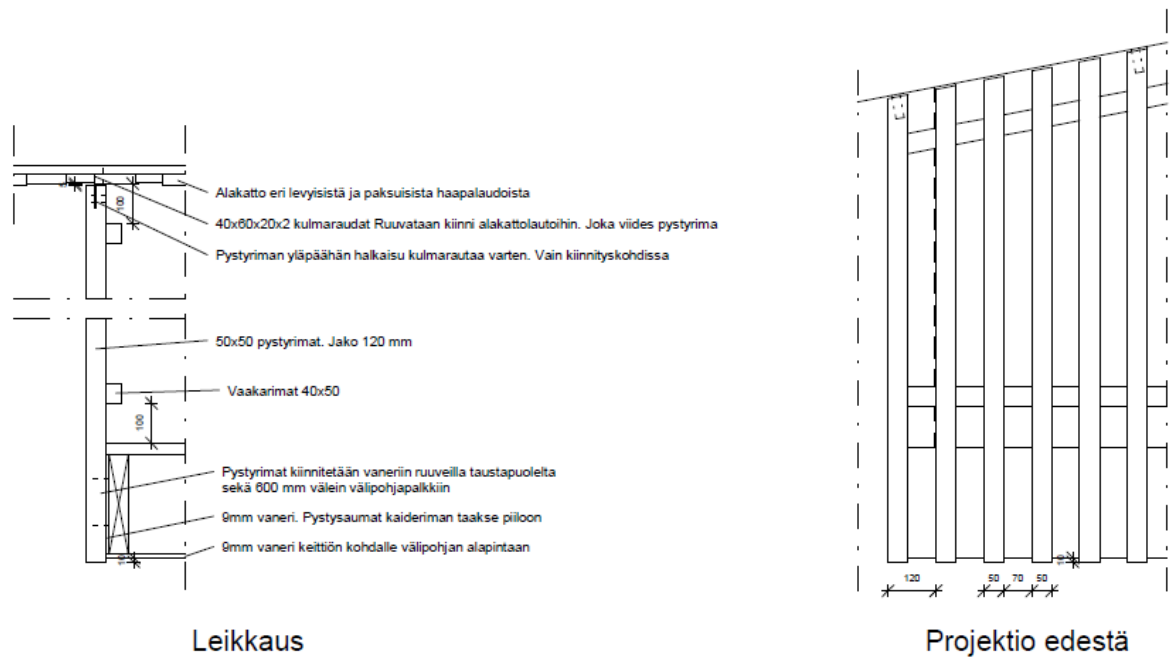 Alakatto eri levyisistä ja paksuisista haapalaudoista
40x60x20x2 kulmaraudat Ruuvataan kiinni alakattolautoihin. Joka viides pystyrima
Pystyriman yläpäähän halkaisu kulmarautaa varten. Vain kiinnityskohdissa
100
50x50 pystyrimat. Jako 120 mm
Vaakarimat 40x50
100
Pystyrimat kiinnitetään vaneriin ruuveilla taustapuolelta
sekä 600 mm välein välipohjapalkkiin
9mm vaneri. Pystysaumat kaideriman taakse piiloon
9mm vaneri keittiön kohdalle välipohjan alapintaan
10
Leikkaus
10
120
50 70 50
Projektio edestä